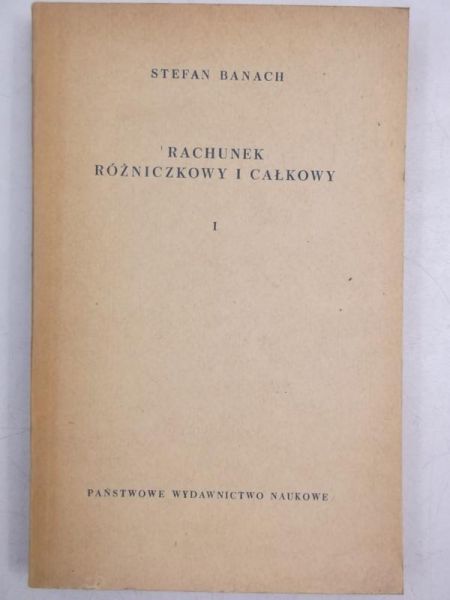 STEFAN BANACH
RACHUNEK
RÓŻNICZKOWY I CAŁKOWY
I
PAŃSTWOWE WYDAWNICTWO NAUKOWE